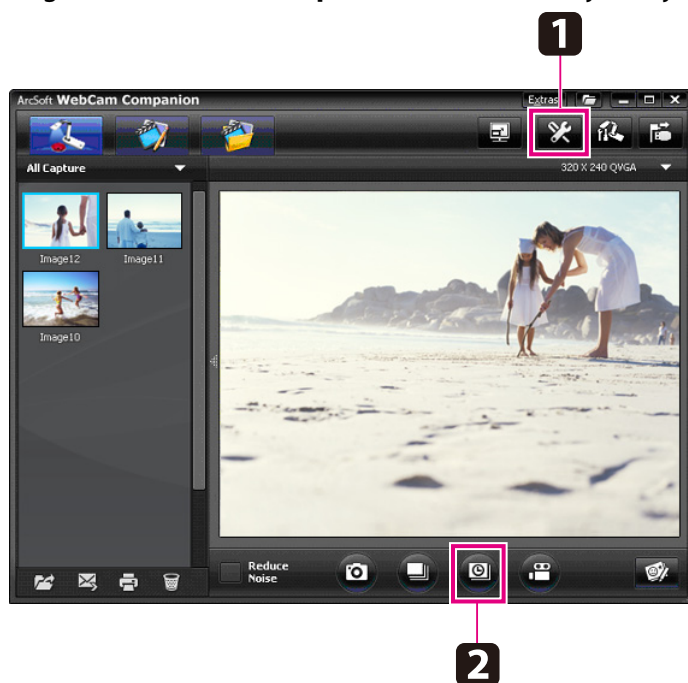 1
ArcSoft WebCam Companion
Extras
All Capture
320 X 240 QVGA
Image12
Image11
Image10
Reduce
Noise
2